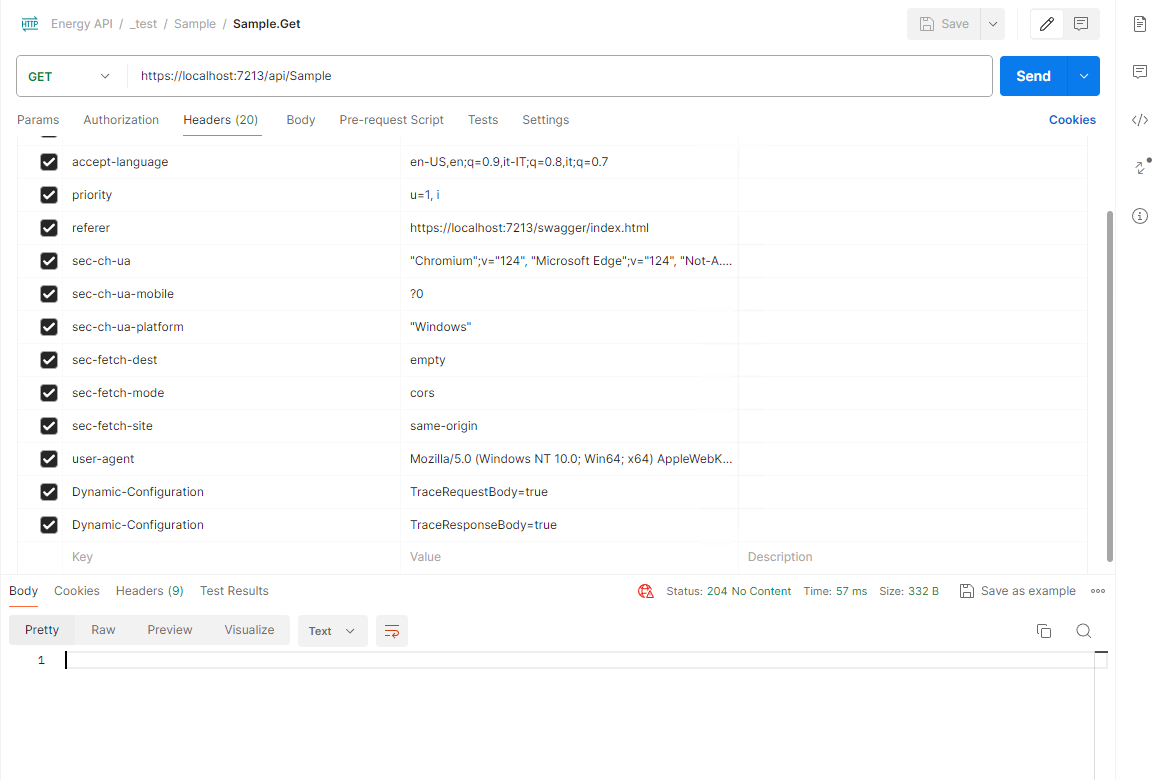 HTTP Energy API / _test / Sample / Sample.Get Save
GET https://localhost:7213/api/Sample Send
Params Authorization Headers (20) Body Pre-request Script Tests Settings Cookies
accept-language en-US,en;q=0.9,it-IT;q=0.8,it;q=0.7
priority u=1, i
referer https://localhost:7213/swagger/index.html
sec-ch-ua "Chromium";v="124", "Microsoft Edge";v="124", "Not-A....
sec-ch-ua-mobile ?0
sec-ch-ua-platform "Windows"
sec-fetch-dest empty
sec-fetch-mode cors
sec-fetch-site same-origin
user-agent Mozilla/5.0 (Windows NT 10.0; Win64; x64) AppleWebK...
Dynamic-Configuration TraceRequestBody=true
Dynamic-Configuration TraceResponseBody=true
Key Value Description
Body Cookies Headers (9) Test Results Status: 204 No Content Time: 57 ms Size: 332 B Save as example
Pretty Raw Preview Visualize Text
1